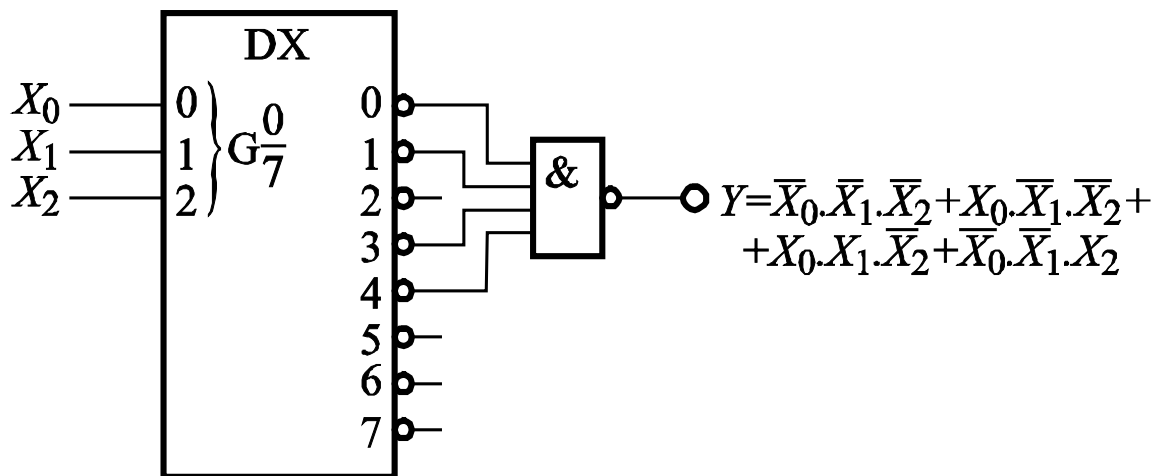 DX
X₀ 0 } G 0/7 0
X₁ 1 1
X₂ 2 2
3
4
5
6
7
&
Y=X̅₀.X̅₁.X̅₂+X₀.X̅₁.X̅₂+
+X₀.X₁.X̅₂+X̅₀.X̅₁.X₂